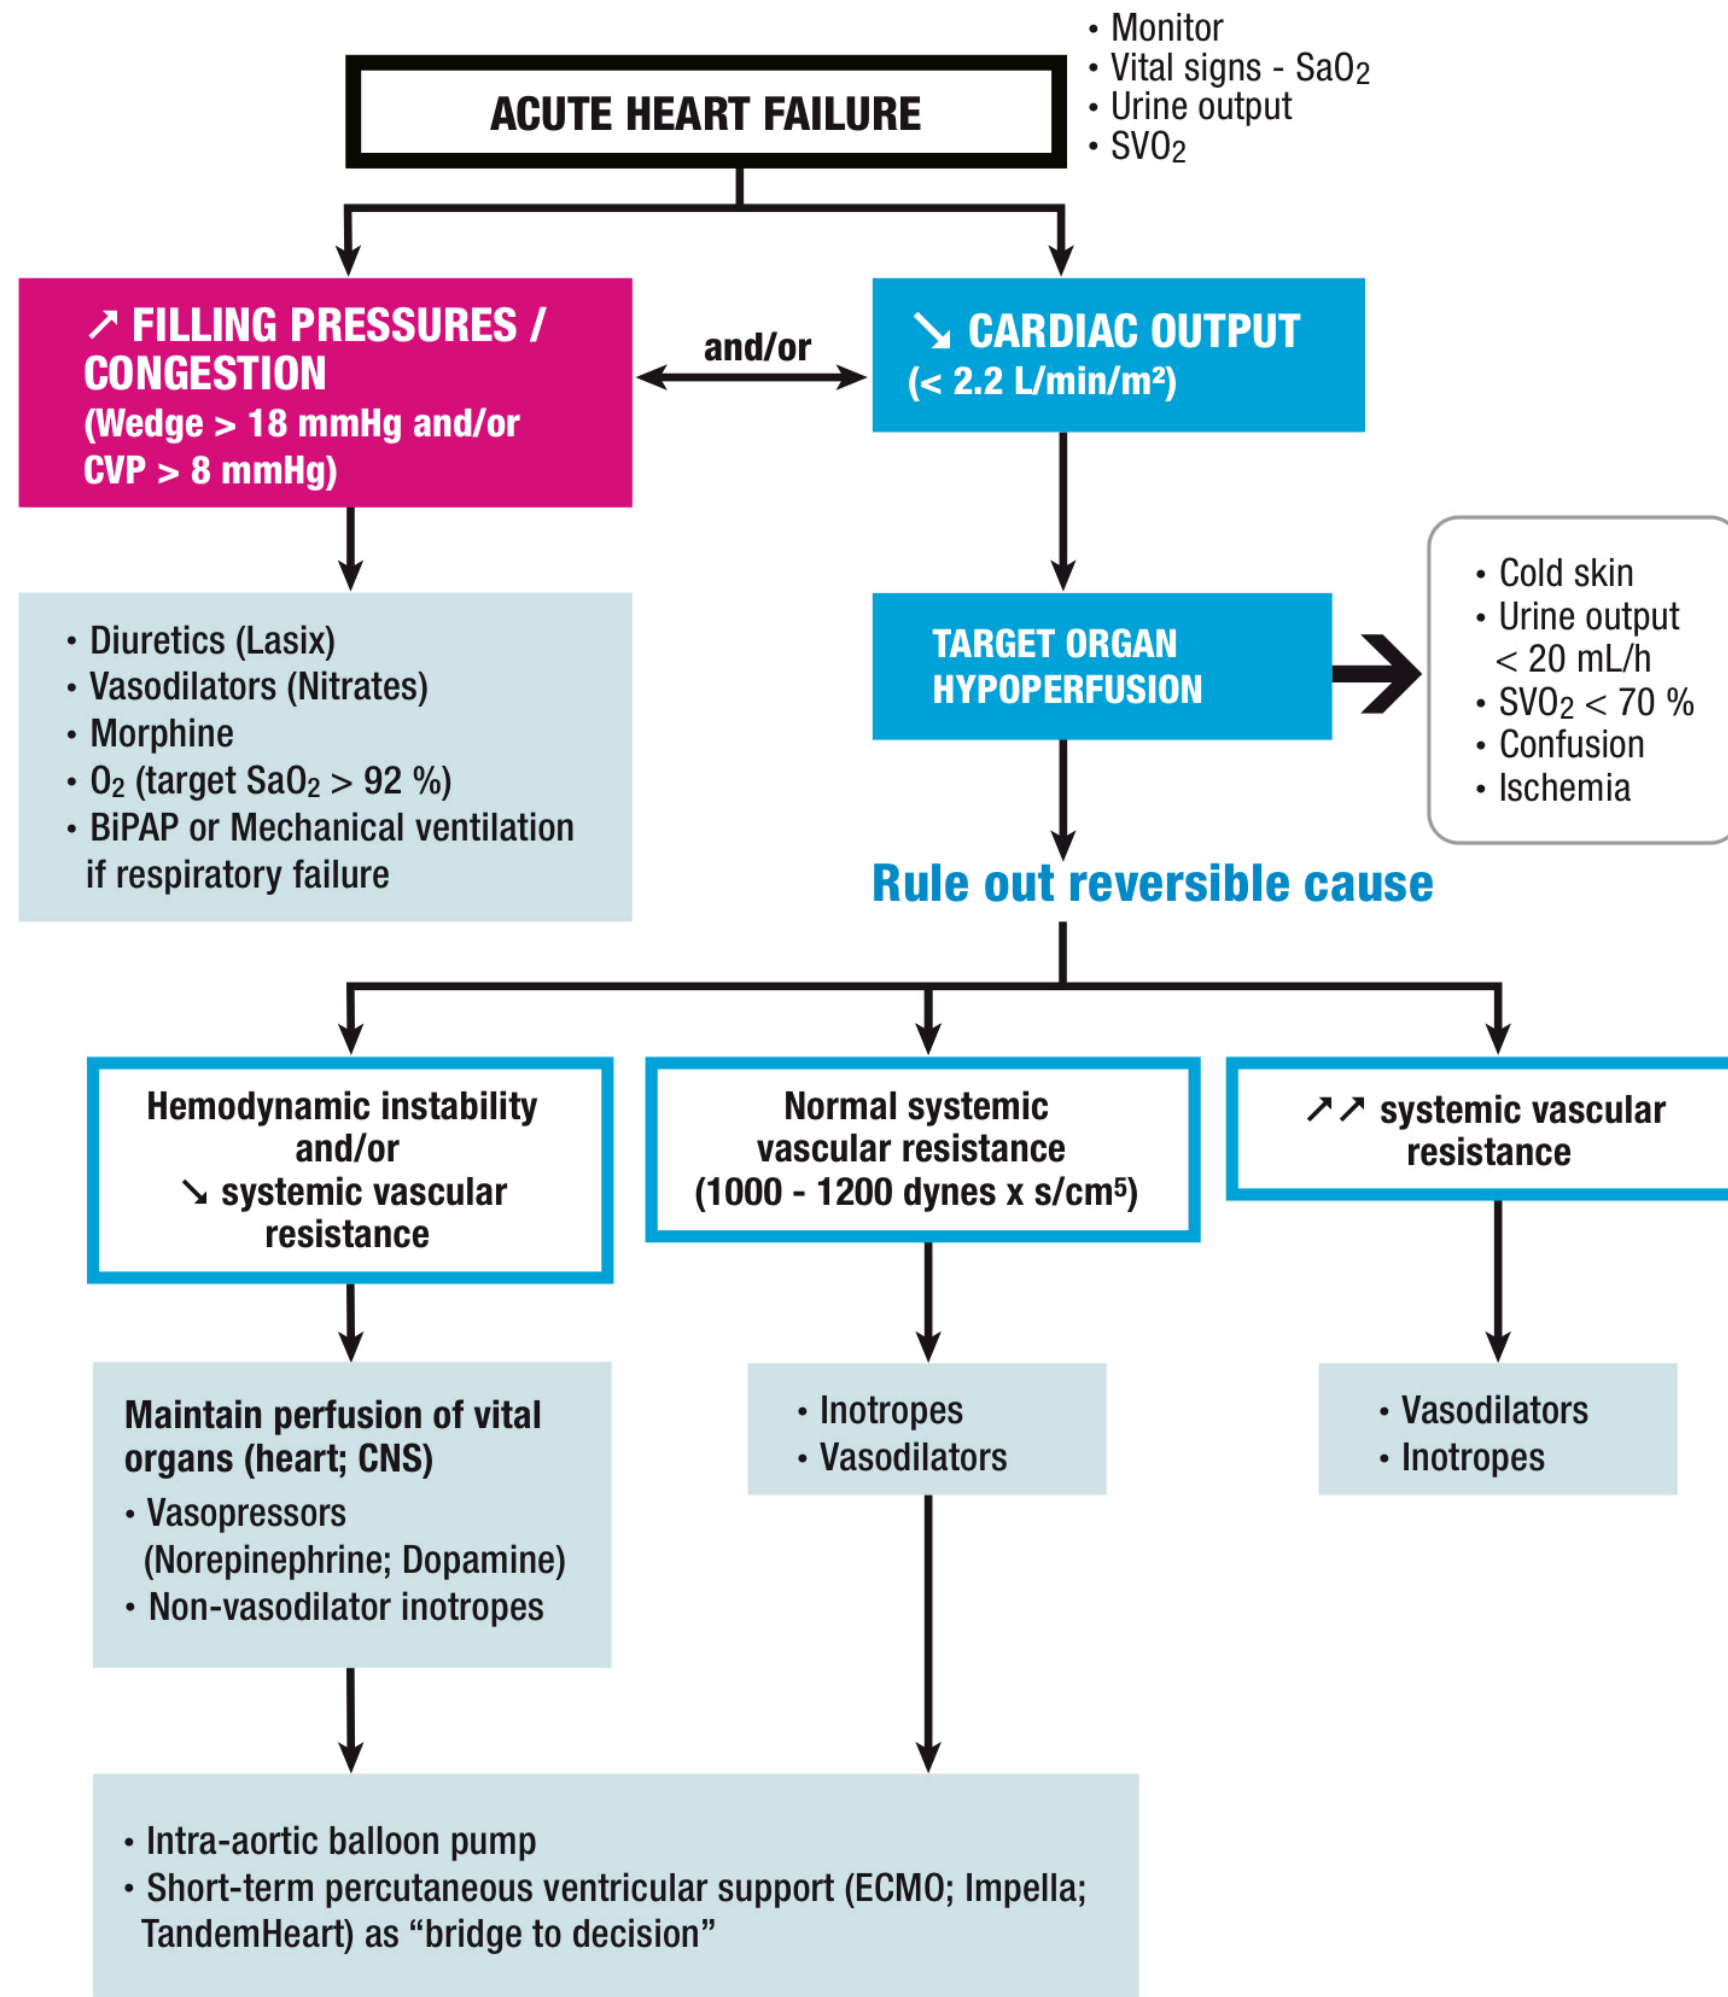 • Monitor
• Vital signs - SaO₂
• Urine output
• SVO₂
ACUTE HEART FAILURE
↗ FILLING PRESSURES /
CONGESTION
(Wedge > 18 mmHg and/or
CVP > 8 mmHg)
and/or
↘ CARDIAC OUTPUT
(< 2.2 L/min/m²)
• Diuretics (Lasix)
• Vasodilators (Nitrates)
• Morphine
• O₂ (target SaO₂ > 92 %)
• BiPAP or Mechanical ventilation
if respiratory failure
TARGET ORGAN
HYPOPERFUSION
• Cold skin
• Urine output
< 20 mL/h
• SVO₂ < 70 %
• Confusion
• Ischemia
Rule out reversible cause
Hemodynamic instability
and/or
↘ systemic vascular
resistance
Normal systemic
vascular resistance
(1000 - 1200 dynes x s/cm⁵)
↗↗ systemic vascular
resistance
Maintain perfusion of vital
organs (heart; CNS)
• Vasopressors
(Norepinephrine; Dopamine)
• Non-vasodilator inotropes
• Inotropes
• Vasodilators
• Vasodilators
• Inotropes
• Intra-aortic balloon pump
• Short-term percutaneous ventricular support (ECMO; Impella;
TandemHeart) as “bridge to decision”